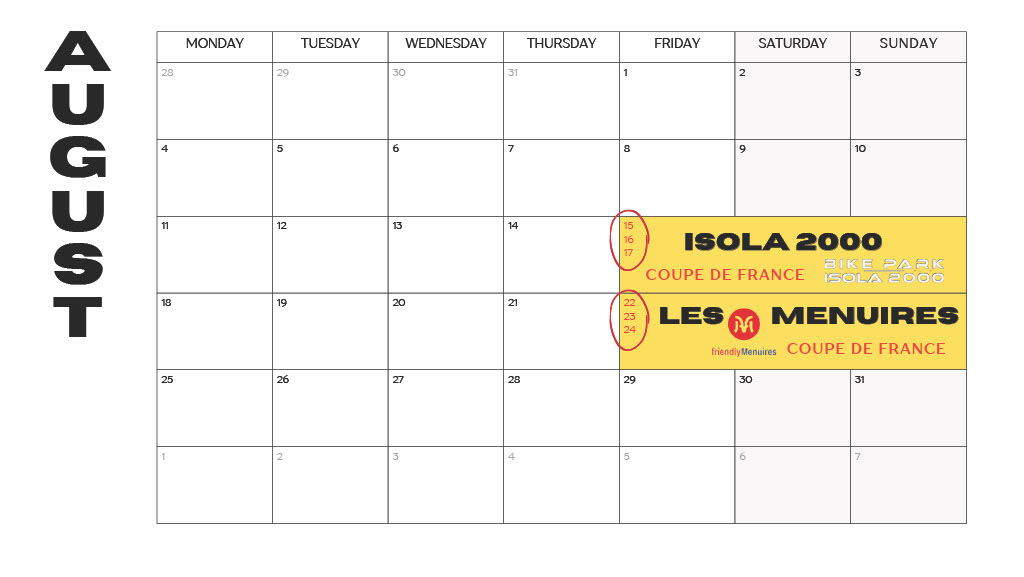 AUGUST
MONDAY TUESDAY WEDNESDAY THURSDAY FRIDAY SATURDAY SUNDAY
28 29 30 31 1 2 3
4 5 6 7 8 9 10
11 12 13 14 15
16
17
ISOLA 2000
COUPE DE FRANCE
BIKE PARK
ISOLA 2000
18 19 20 21 22
23
24
LES MENUIRES
friendlyMenuires
COUPE DE FRANCE
25 26 27 28 29 30 31
1 2 3 4 5 6 7